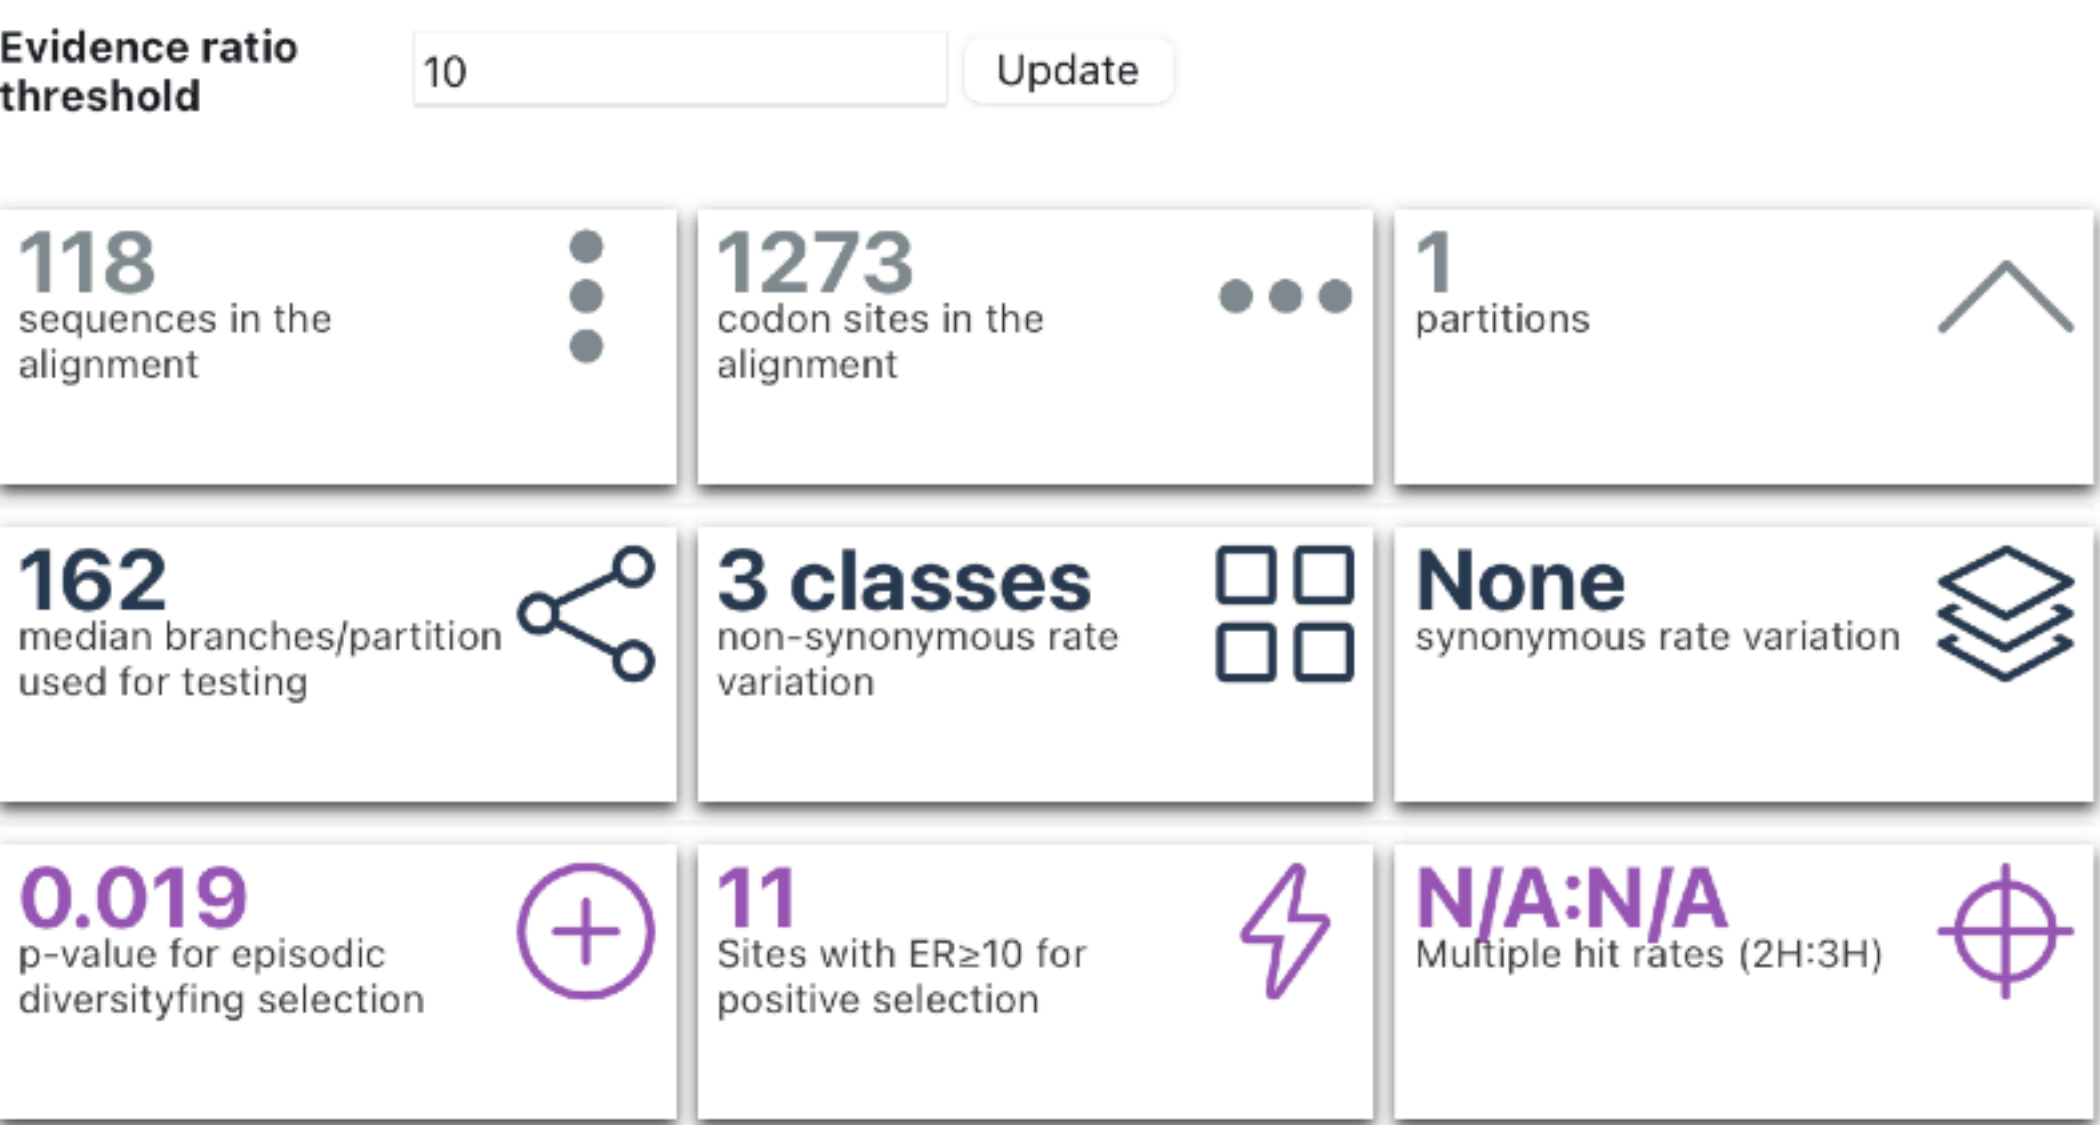 Evidence ratio
threshold
10
Update
118
sequences in the
alignment
1273
codon sites in the
alignment
1
partitions
162
median branches/partition
used for testing
3 classes
non-synonymous rate
variation
None
synonymous rate variation
0.019
p-value for episodic
diversityfing selection
11
Sites with ER≥10 for
positive selection
N/A:N/A
Multiple hit rates (2H:3H)